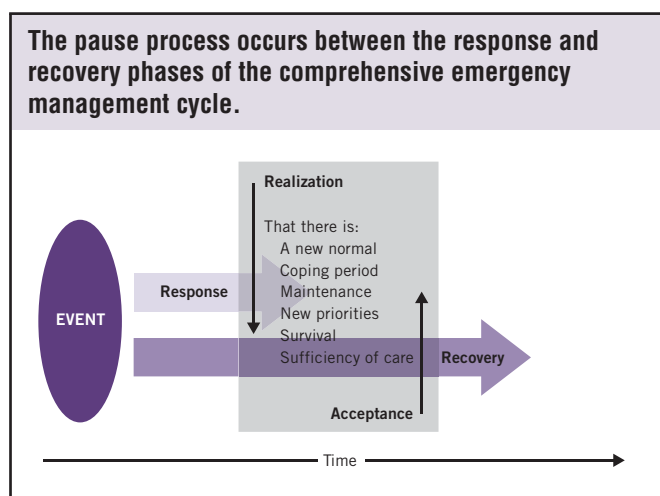 The pause process occurs between the response and
recovery phases of the comprehensive emergency
management cycle.
Realization
That there is:
A new normal
Coping period
Maintenance
New priorities
Survival
Sufficiency of care
Response
EVENT
Recovery
Acceptance
Time